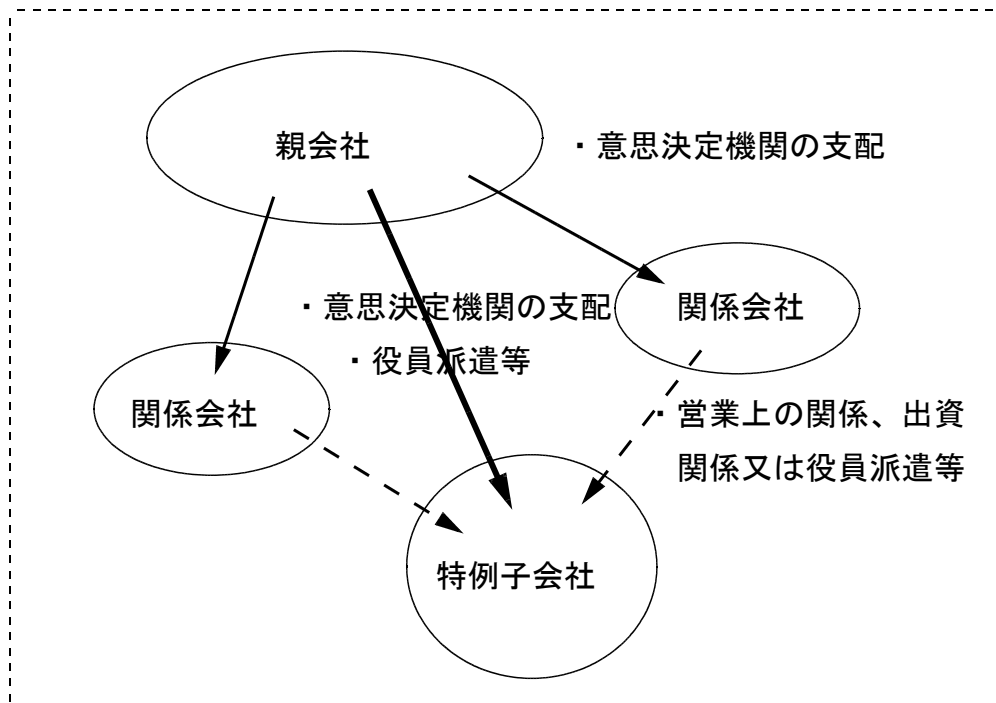 親会社
・意思決定機関の支配
・意思決定機関の支配
・役員派遣等
関係会社
関係会社
・営業上の関係、出資
関係又は役員派遣等
特例子会社